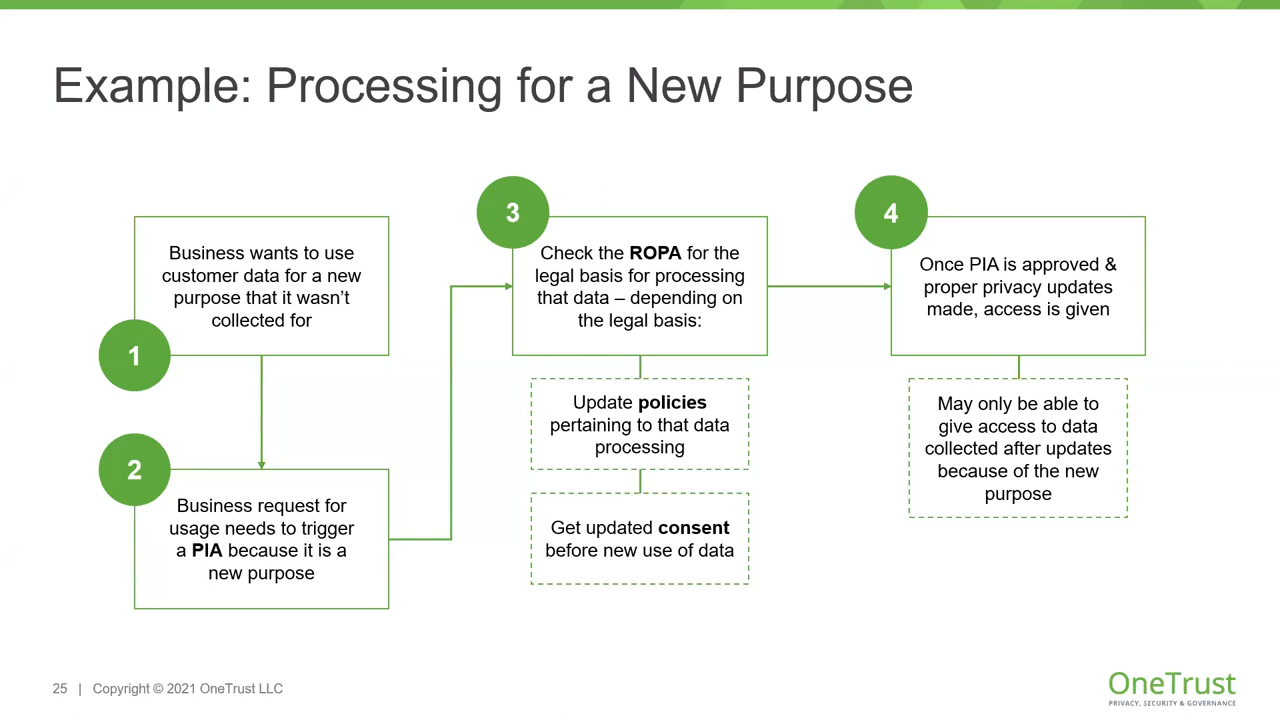 Example: Processing for a New Purpose
1
Business wants to use
customer data for a new
purpose that it wasn't
collected for
2
Business request for
usage needs to trigger
a PIA because it is a
new purpose
3
Check the ROPA for the
legal basis for processing
that data – depending on
the legal basis:
Update policies
pertaining to that data
processing
Get updated consent
before new use of data
4
Once PIA is approved &
proper privacy updates
made, access is given
May only be able to
give access to data
collected after updates
because of the new
purpose
25 | Copyright © 2021 OneTrust LLC
OneTrust
PRIVACY, SECURITY & GOVERNANCE